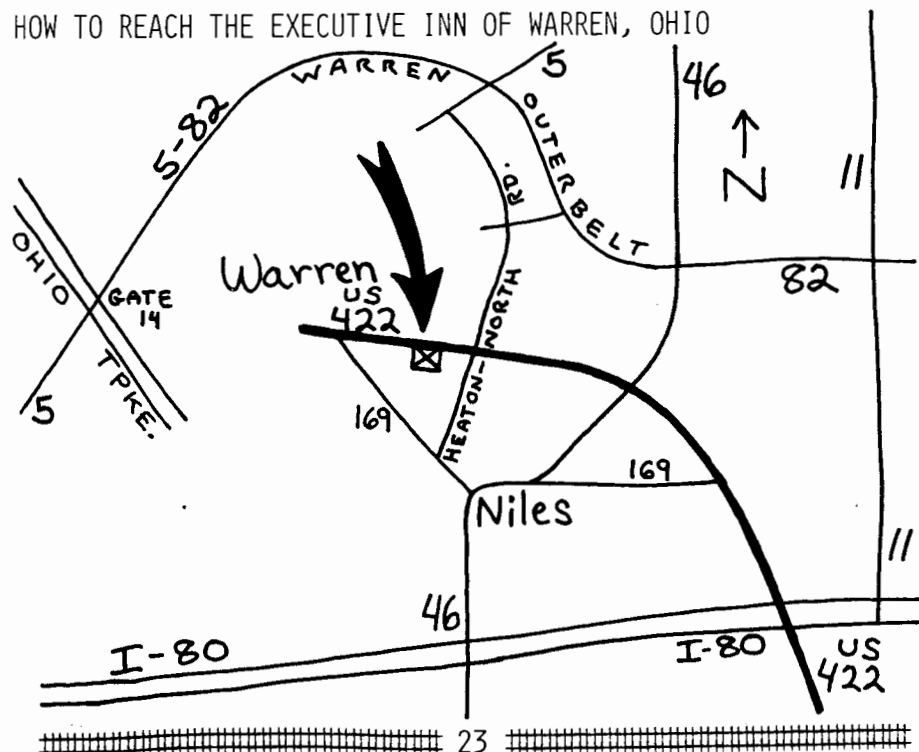 HOW TO REACH THE EXECUTIVE INN OF WARREN, OHIO
WARREN
5
46
5-82
OUTER BELT
N
11
RD.
OHIO TPKE.
GATE
14
Warren
US
422
82
HEATON-NORTH
5
169
169
Niles
11
46
I-80
I-80
US
422
23